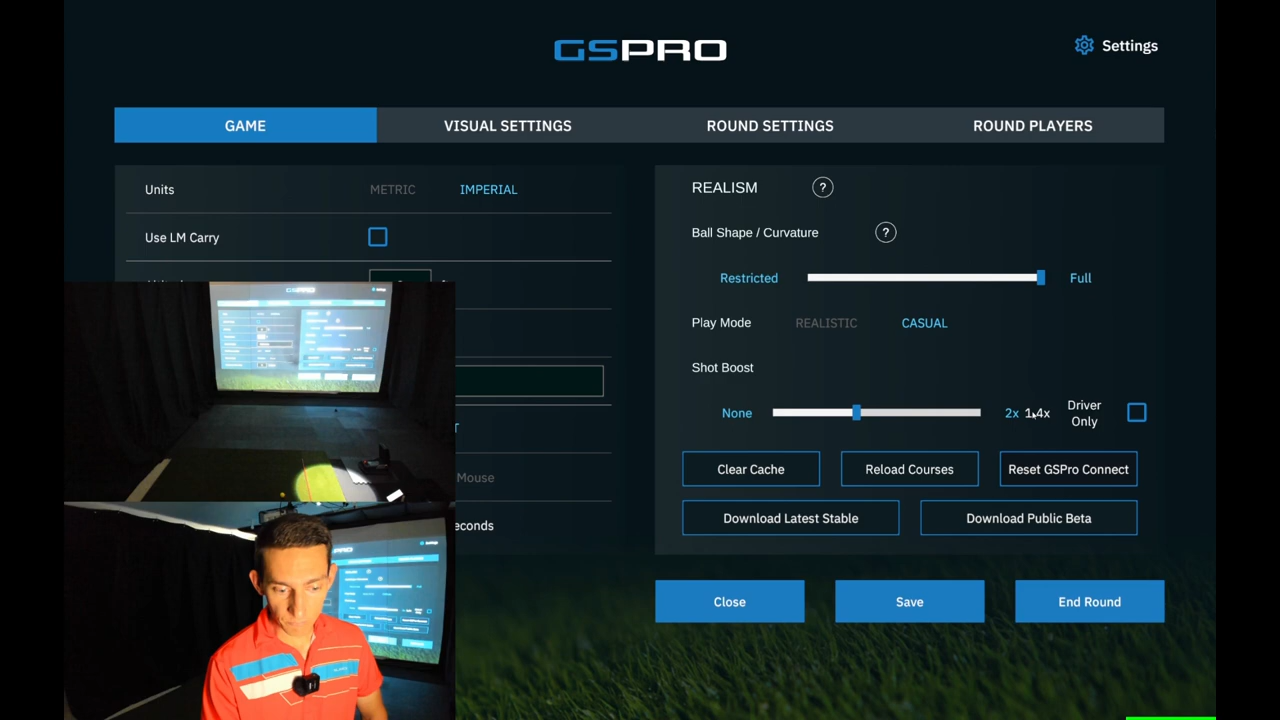 GSPRO
Settings
GAME
VISUAL SETTINGS
ROUND SETTINGS
ROUND PLAYERS
Units
METRIC
IMPERIAL
Use LM Carry
Mouse
econds
REALISM
?
Ball Shape / Curvature
?
Restricted
Full
Play Mode
REALISTIC
CASUAL
Shot Boost
None
2x
1.4x
Driver
Only
Clear Cache
Reload Courses
Reset GSPro Connect
Download Latest Stable
Download Public Beta
Close
Save
End Round